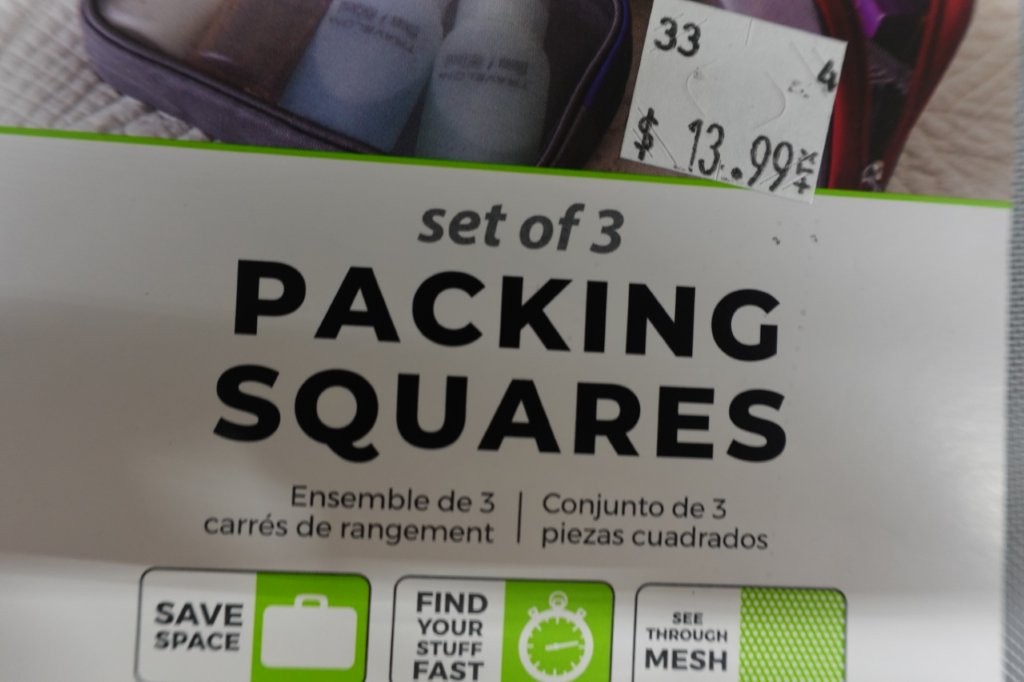 33
4
$ 13.99
set of 3
PACKING
SQUARES
Ensemble de 3
carrés de rangement
Conjunto de 3
piezas cuadrados
SAVE
SPACE
FIND
YOUR
STUFF
FAST
SEE
THROUGH
MESH